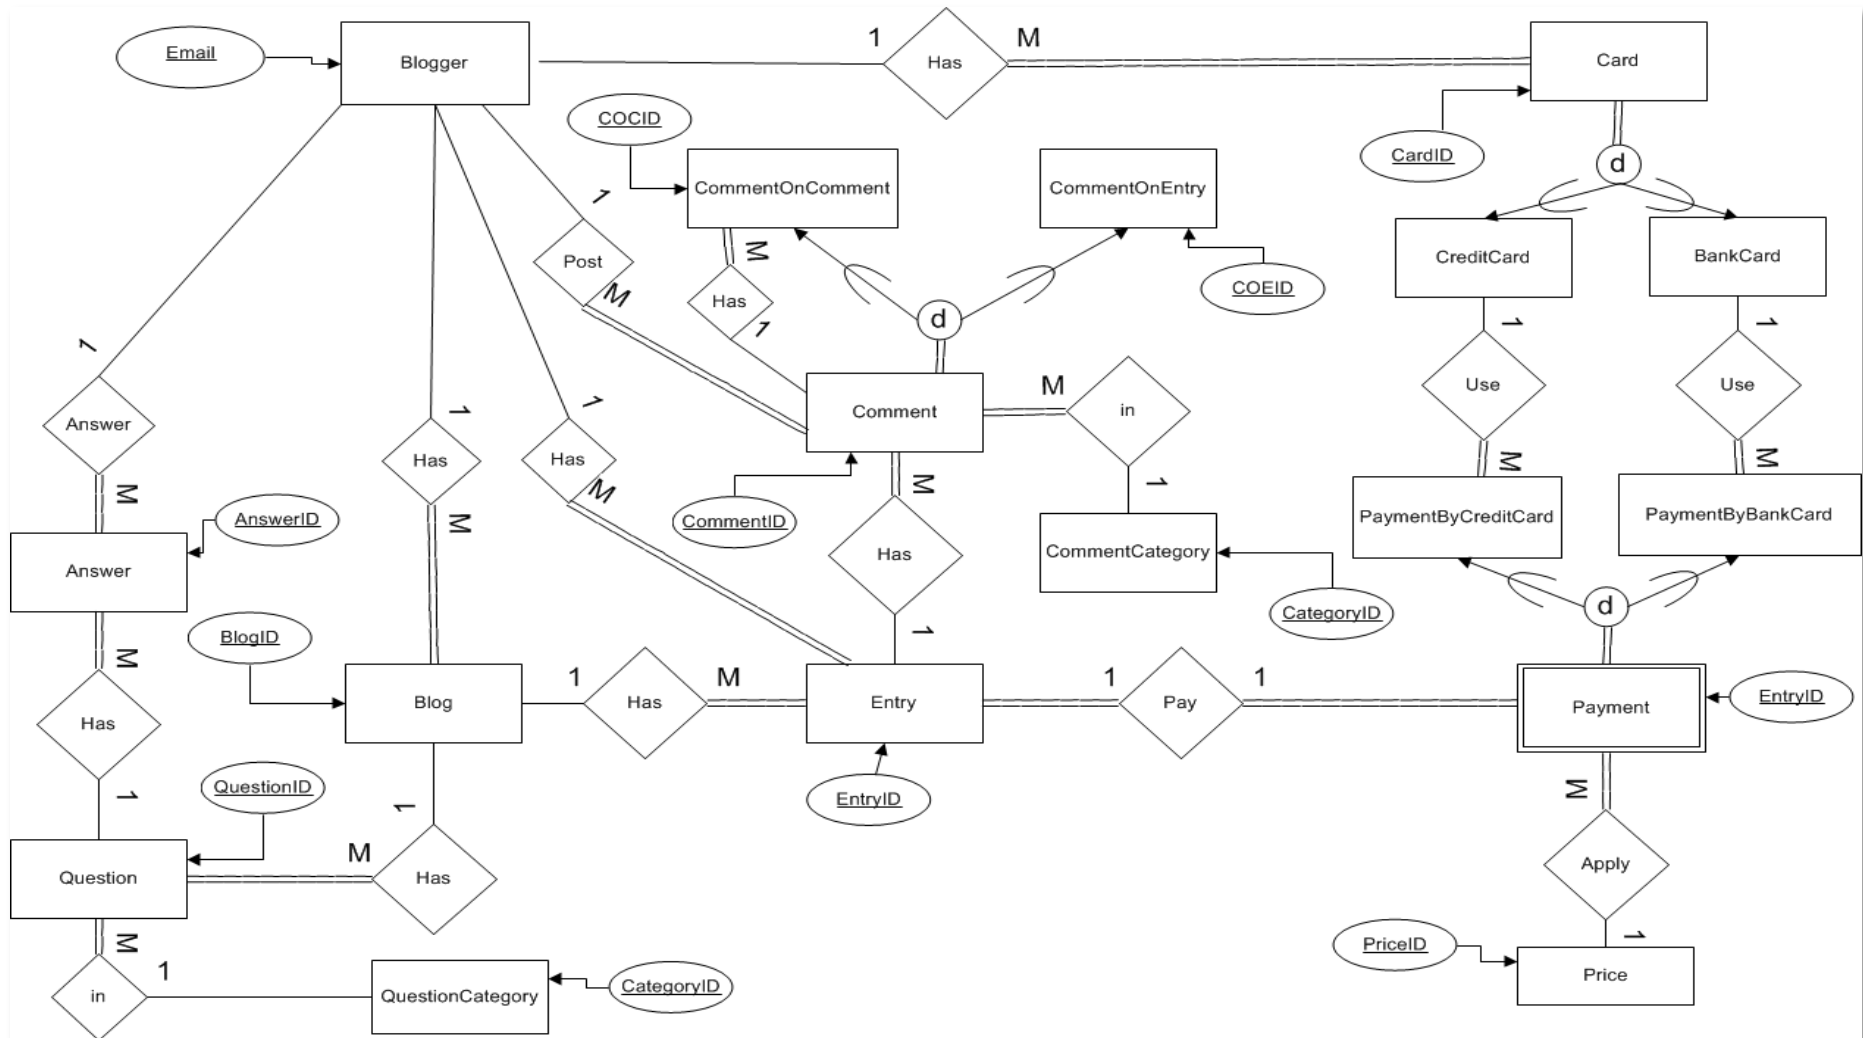 Email
Blogger
1
Has
M
Card
COCID
CommentOnComment
CommentOnEntry
CardID
d
1
Post
M
M
Has
1
COEID
CreditCard
BankCard
d
1
1
1
Answer
1
Has
1
Has
M
Comment
M
in
Use
Use
M
M
M
M
AnswerID
CommentID
M
Has
1
CommentCategory
PaymentByCreditCard
PaymentByBankCard
Answer
M
BlogID
CategoryID
1
d
Has
Blog
1
Has
M
Entry
1
Pay
1
Payment
EntryID
1
QuestionID
1
EntryID
M
Question
M
Has
Apply
M
1
in
QuestionCategory
CategoryID
PriceID
1
Price